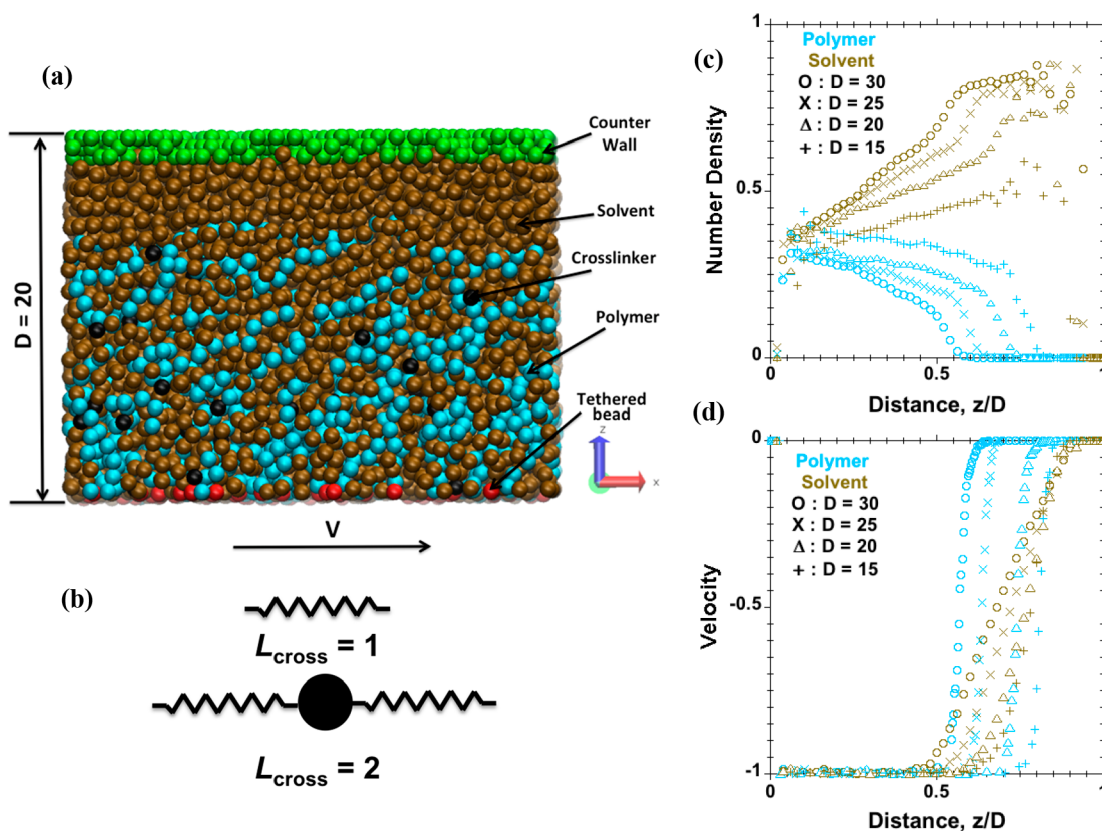 (a)
D = 20
Counter
Wall
Solvent
Crosslinker
Polymer
Tethered
bead
z
x
V
(b)
Lcross = 1
Lcross = 2
(c)
1
0.5
0
Number Density
Polymer
Solvent
O : D = 30
X : D = 25
Δ : D = 20
+ : D = 15
0
0.5
1
Distance, z/D
(d)
0
-0.5
-1
Velocity
Polymer
Solvent
O : D = 30
X : D = 25
Δ : D = 20
+ : D = 15
0
0.5
1
Distance, z/D